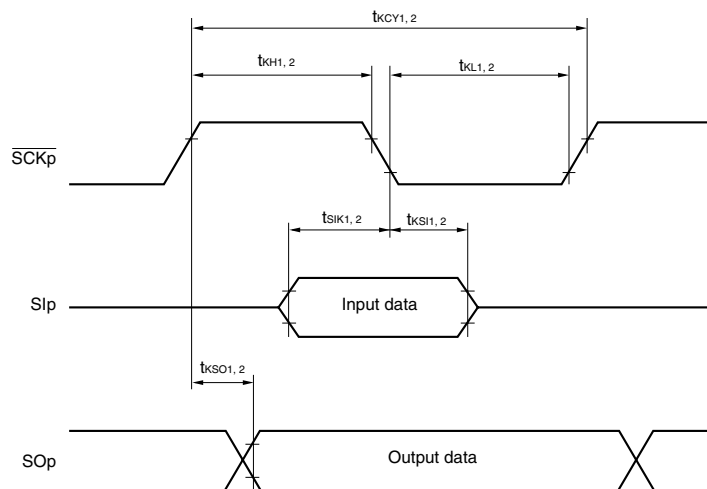 tKCY1, 2
tKH1, 2
tKL1, 2
SCKp
tSIK1, 2
tKSI1, 2
SIp
Input data
tKSO1, 2
SOp
Output data